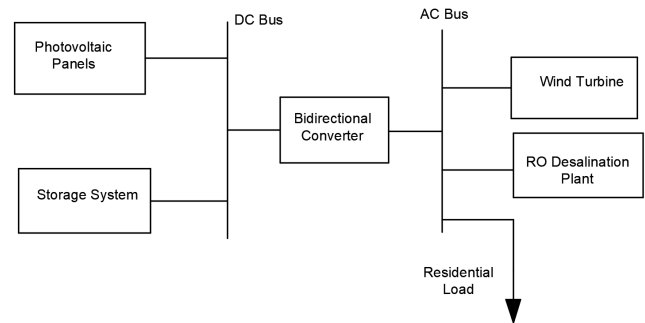 DC Bus
AC Bus
Photovoltaic
Panels
Wind Turbine
Bidirectional
Converter
RO Desalination
Plant
Storage System
Residential
Load